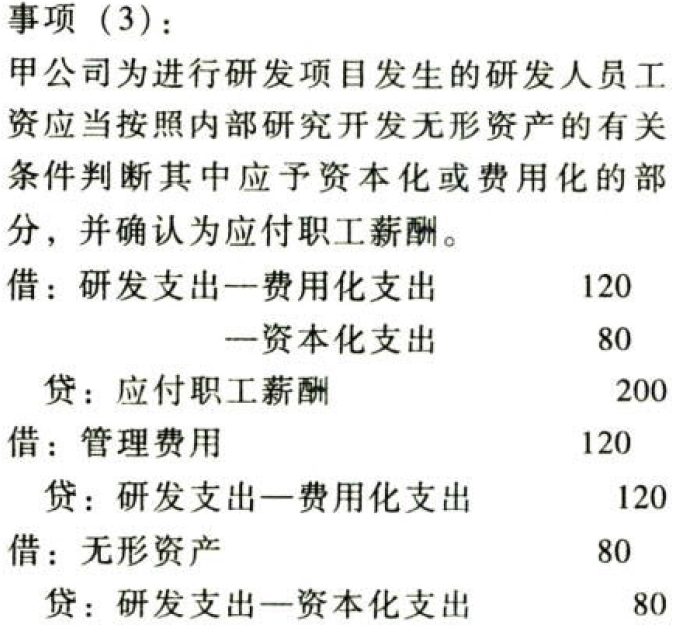 事项（3）：
甲公司为进行研发项目发生的研发人员工
资应当按照内部研究开发无形资产的有关
条件判断其中应予资本化或费用化的部
分，并确认为应付职工薪酬。
借：研发支出—费用化支出 120
—资本化支出 80
贷：应付职工薪酬 200
借：管理费用 120
贷：研发支出—费用化支出 120
借：无形资产 80
贷：研发支出—资本化支出 80